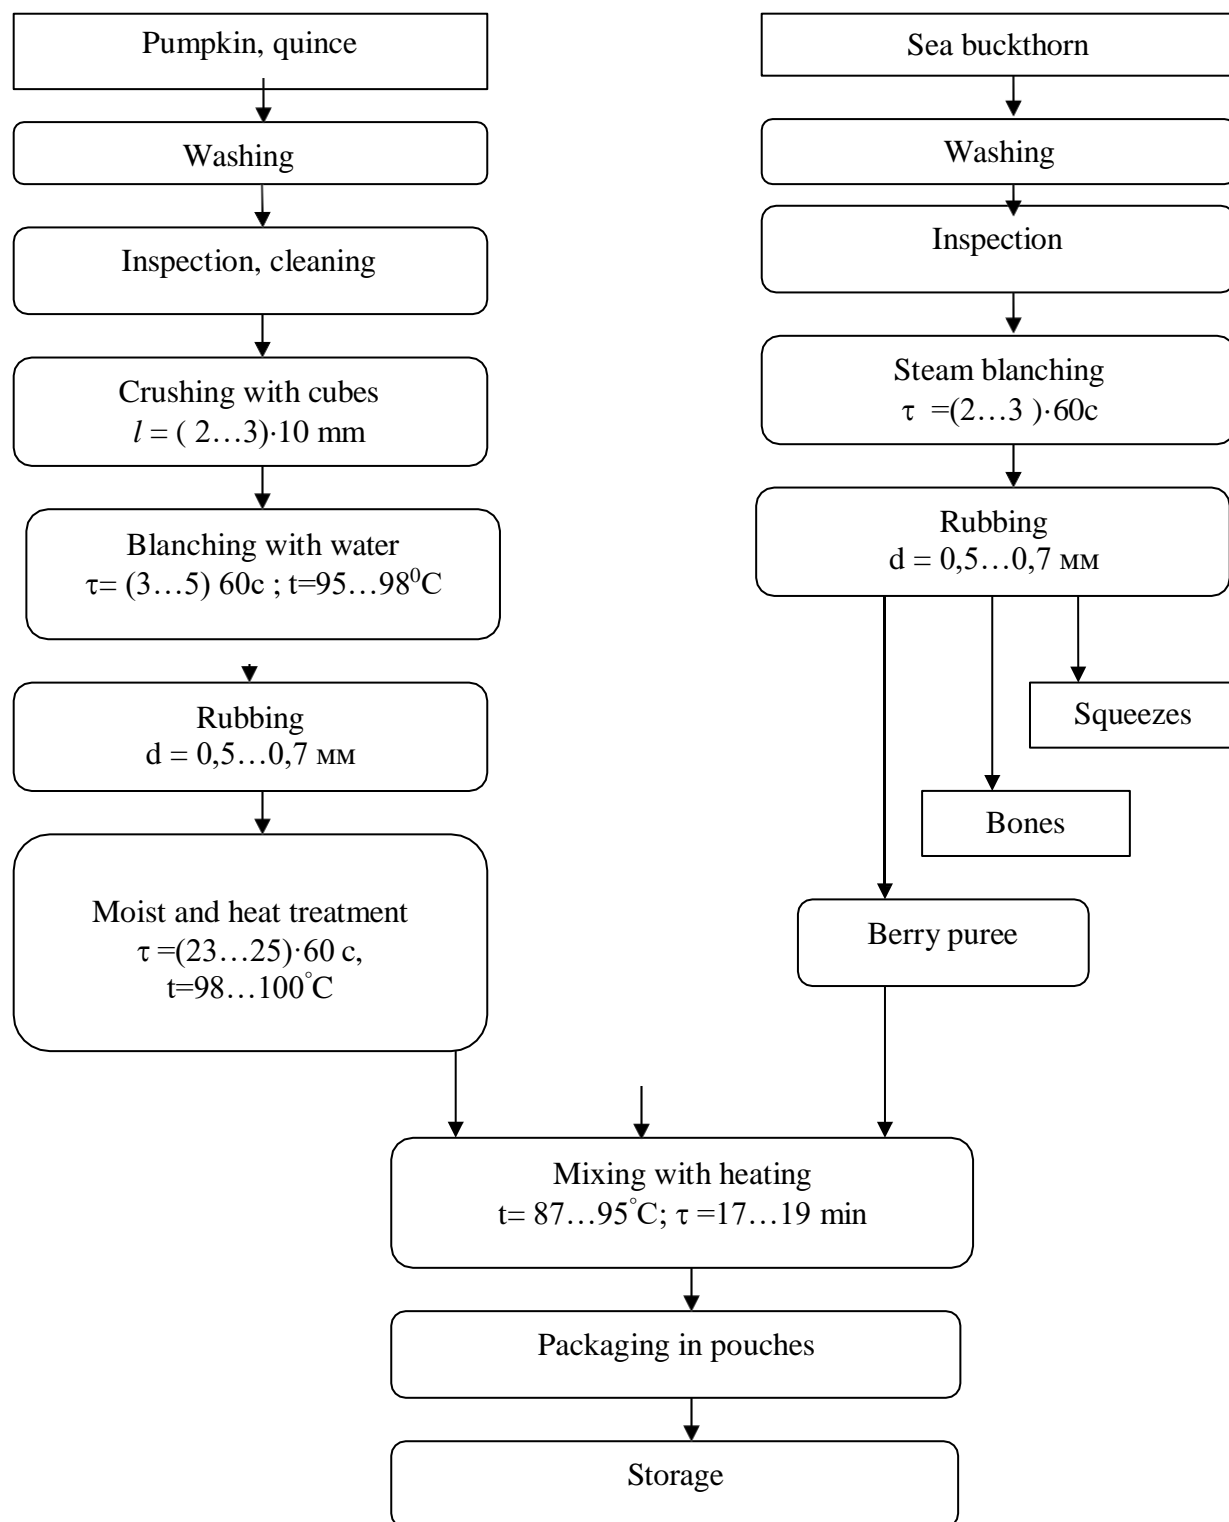 Pumpkin, quince
Washing
Inspection, cleaning
Crushing with cubes
l = ( 2…3)·10 mm
Blanching with water
τ= (3…5) 60c ; t=95…98⁰C
Rubbing
d = 0,5…0,7 мм
Moist and heat treatment
τ =(23…25)·60 c,
t=98…100°C
Sea buckthorn
Washing
Inspection
Steam blanching
τ =(2…3 )·60c
Rubbing
d = 0,5…0,7 мм
Squeezes
Bones
Berry puree
Mixing with heating
t= 87…95°C; τ =17…19 min
Packaging in pouches
Storage